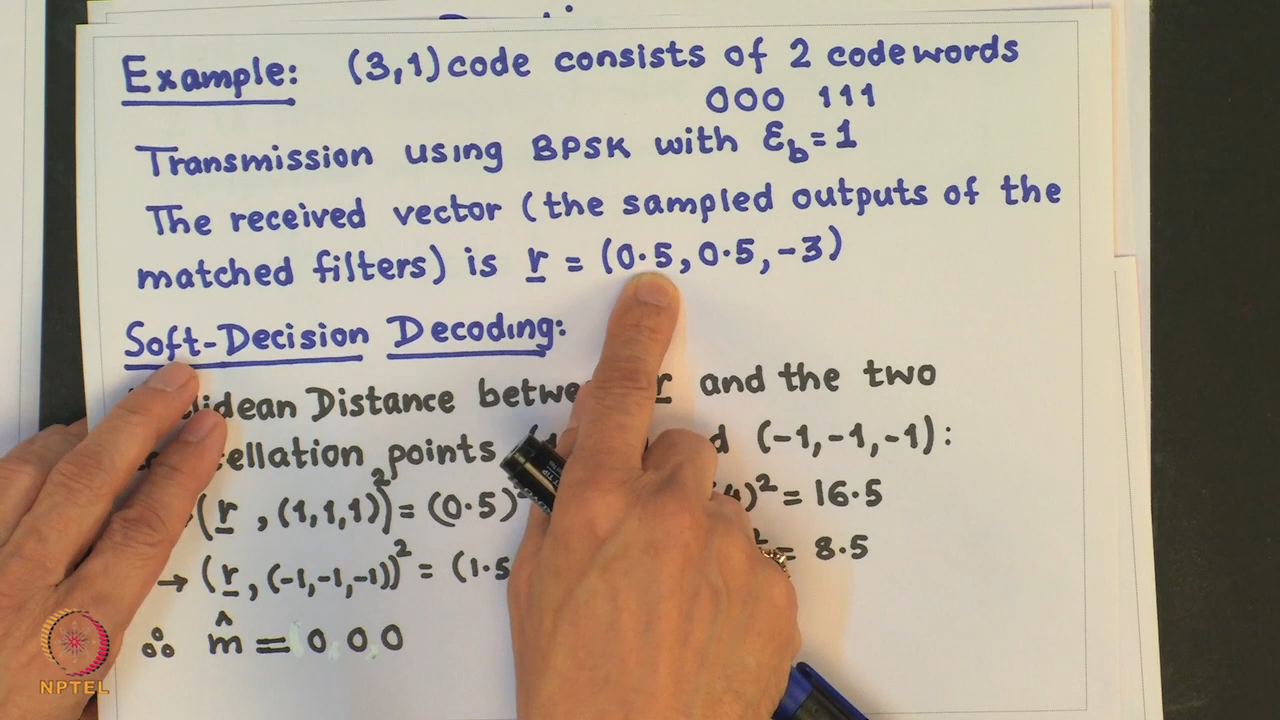 Example: (3,1) code consists of 2 codewords
000 111
Transmission using BPSK with Ɛb = 1
The received vector (the sampled outputs of the
matched filters) is r = (0.5, 0.5, -3)
Soft-Decision Decoding:
Distance r and the two
points (-1,-1,-1):
(r, (1,1,1))² = (0.5) )² = 16.5
→ (r, (-1,-1,-1))² = (1.5 = 8.5
∴ m̂ = 0,0,0
NPTEL